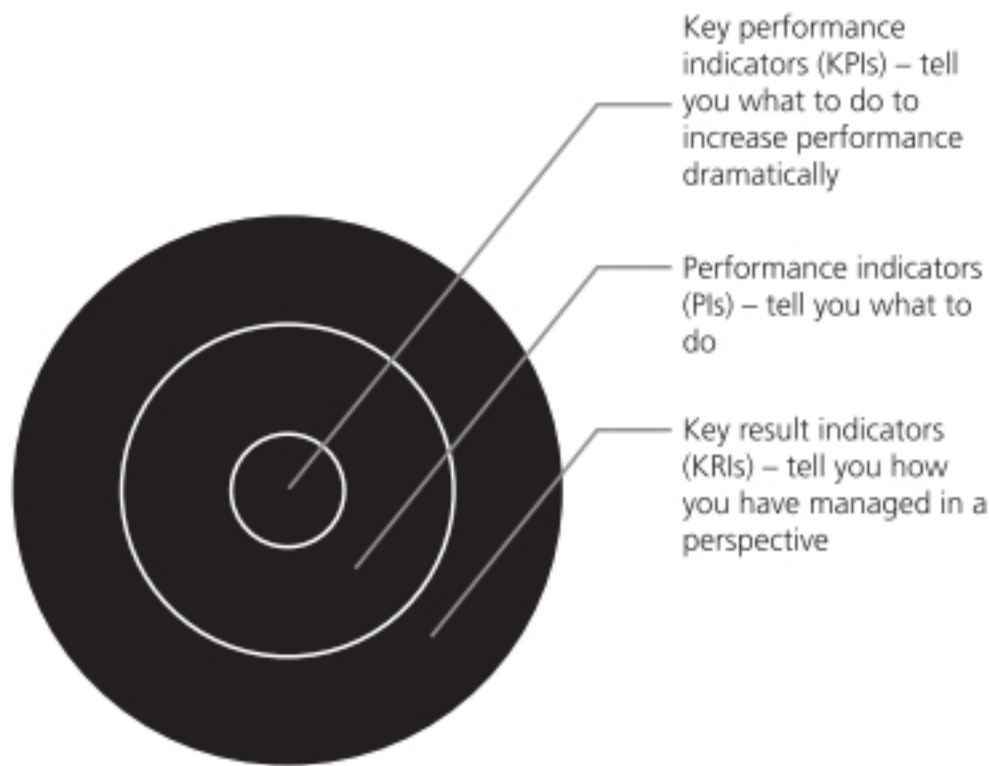 Key performance
indicators (KPIs) – tell
you what to do to
increase performance
dramatically
Performance indicators
(PIs) – tell you what to
do
Key result indicators
(KRIs) – tell you how
you have managed in a
perspective